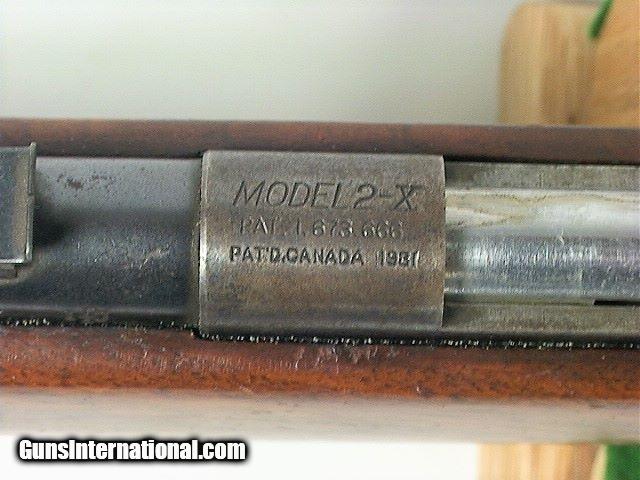 MODEL 2-X
PAT. 1,673,666
PAT'D.CANADA 1931
GunsInternational.com